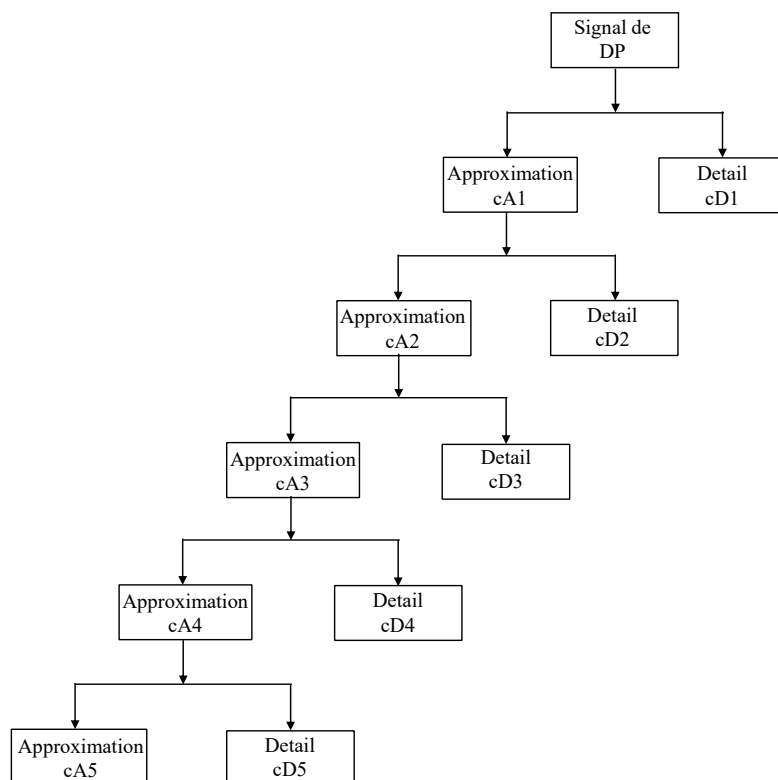 Signal de
DP
Approximation
cA1
Detail
cD1
Approximation
cA2
Detail
cD2
Approximation
cA3
Detail
cD3
Approximation
cA4
Detail
cD4
Approximation
cA5
Detail
cD5